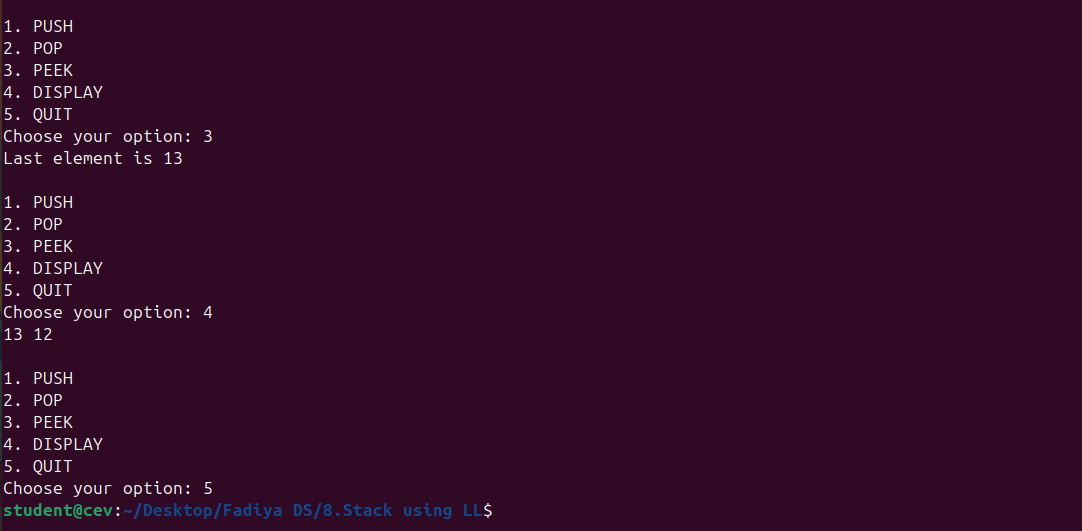 1. PUSH
2. POP
3. PEEK
4. DISPLAY
5. QUIT
Choose your option: 3
Last element is 13
1. PUSH
2. POP
3. PEEK
4. DISPLAY
5. QUIT
Choose your option: 4
13 12
1. PUSH
2. POP
3. PEEK
4. DISPLAY
5. QUIT
Choose your option: 5
student@cev:~/Desktop/Fadiya DS/8.Stack using LL$